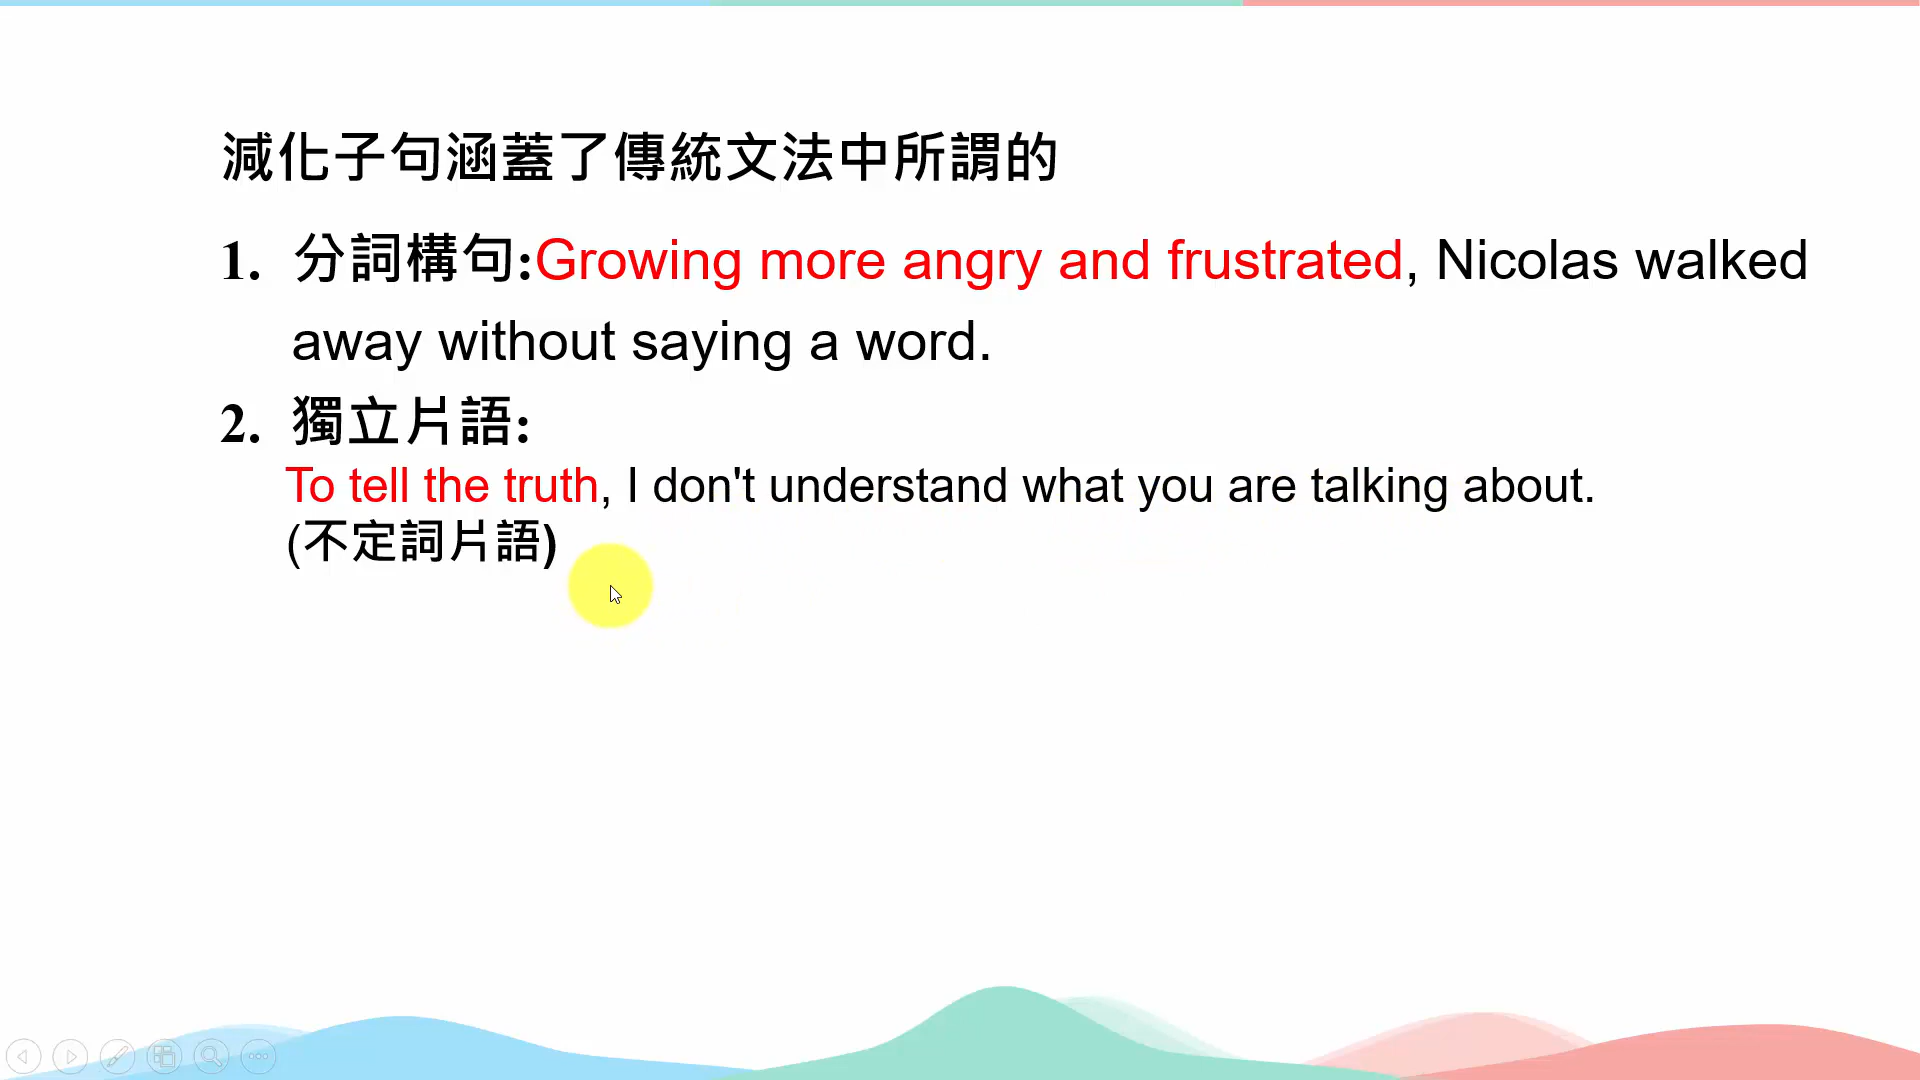 減化子句涵蓋了傳統文法中所謂的
1. 分詞構句:Growing more angry and frustrated, Nicolas walked
away without saying a word.
2. 獨立片語:
To tell the truth, I don't understand what you are talking about.
(不定詞片語)